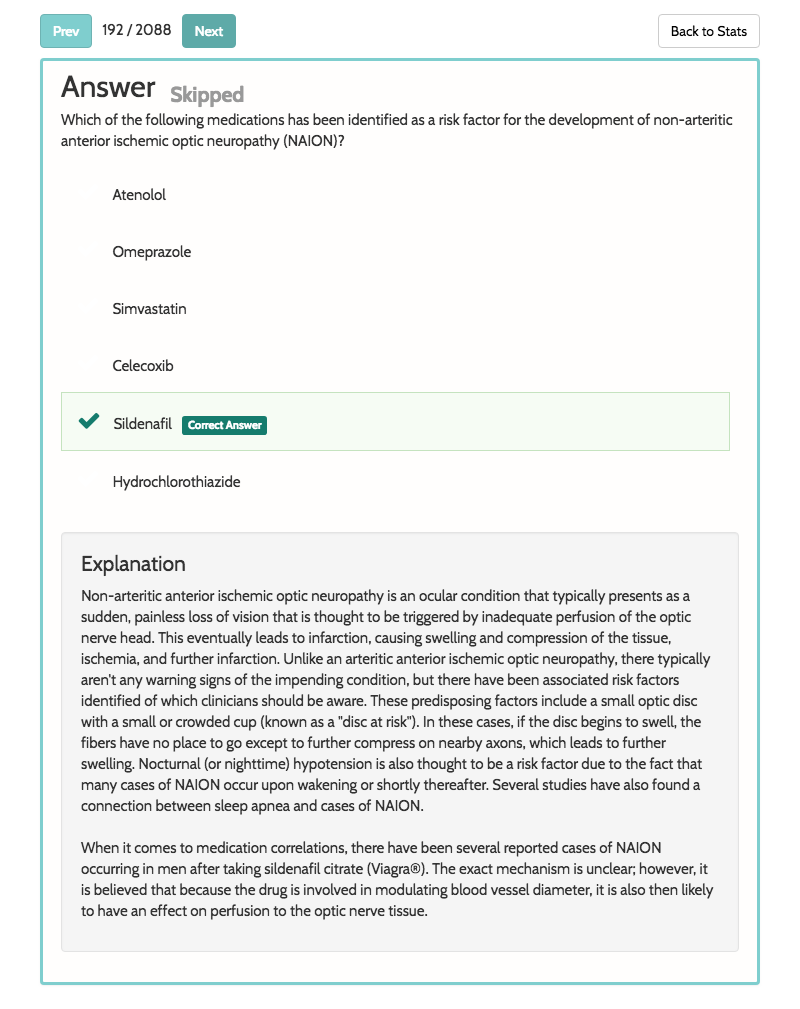 Prev 192 / 2088 Next Back to Stats
Answer Skipped
Which of the following medications has been identified as a risk factor for the development of non-arteritic
anterior ischemic optic neuropathy (NAION)?
Atenolol
Omeprazole
Simvastatin
Celecoxib
Sildenafil Correct Answer
Hydrochlorothiazide
Explanation
Non-arteritic anterior ischemic optic neuropathy is an ocular condition that typically presents as a
sudden, painless loss of vision that is thought to be triggered by inadequate perfusion of the optic
nerve head. This eventually leads to infarction, causing swelling and compression of the tissue,
ischemia, and further infarction. Unlike an arteritic anterior ischemic optic neuropathy, there typically
aren't any warning signs of the impending condition, but there have been associated risk factors
identified of which clinicians should be aware. These predisposing factors include a small optic disc
with a small or crowded cup (known as a "disc at risk"). In these cases, if the disc begins to swell, the
fibers have no place to go except to further compress on nearby axons, which leads to further
swelling. Nocturnal (or nighttime) hypotension is also thought to be a risk factor due to the fact that
many cases of NAION occur upon wakening or shortly thereafter. Several studies have also found a
connection between sleep apnea and cases of NAION.
When it comes to medication correlations, there have been several reported cases of NAION
occurring in men after taking sildenafil citrate (Viagra®). The exact mechanism is unclear; however, it
is believed that because the drug is involved in modulating blood vessel diameter, it is also then likely
to have an effect on perfusion to the optic nerve tissue.